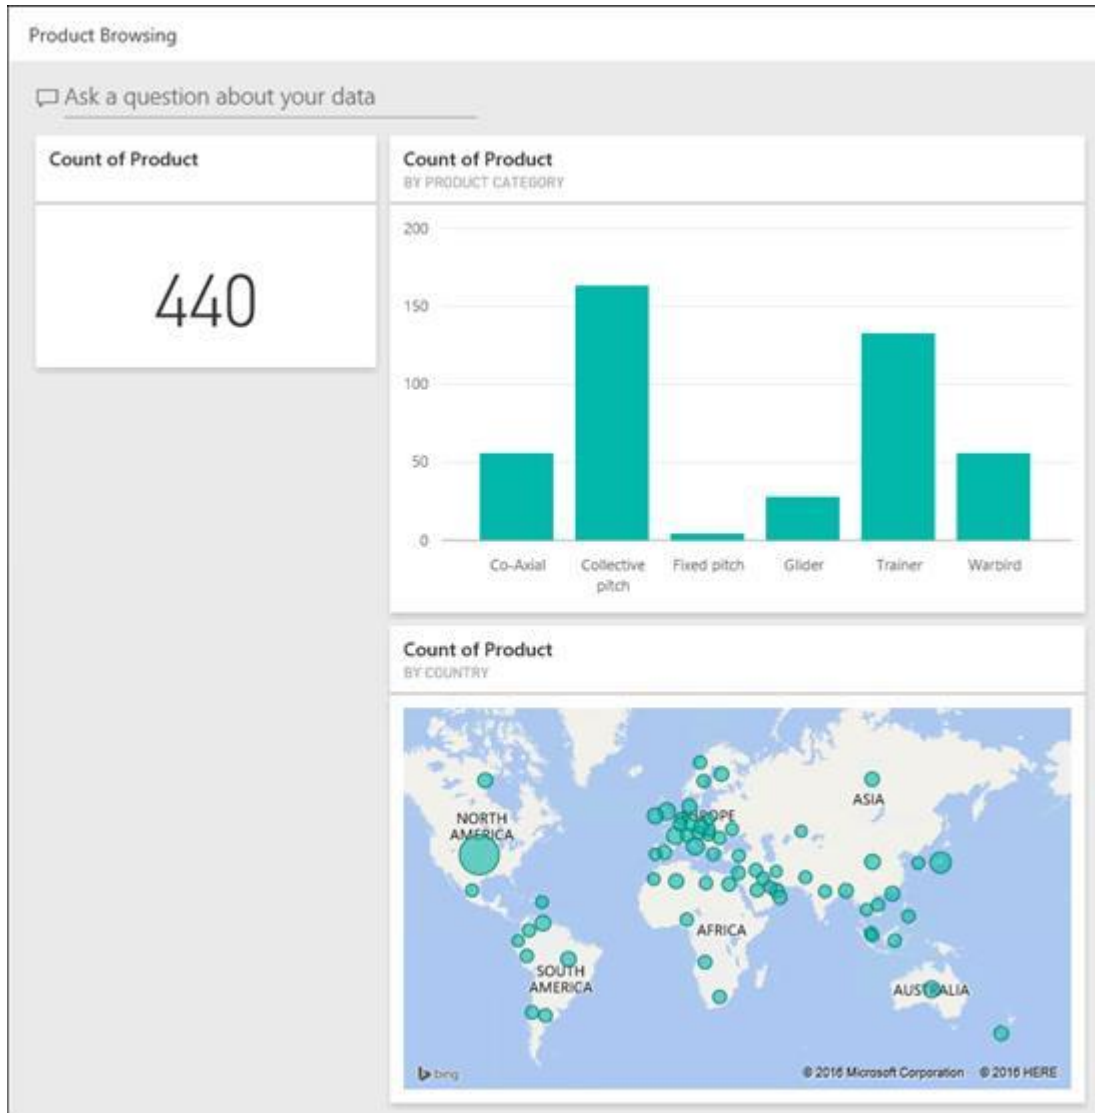 Product Browsing
Ask a question about your data
Count of Product
440
Count of Product
BY PRODUCT CATEGORY
200
150
100
50
0
Co-Axial
Collective
pitch
Fixed pitch
Glider
Trainer
Warbird
Count of Product
BY COUNTRY
NORTH
AMERICA
EUROPE
ASIA
AFRICA
SOUTH
AMERICA
AUSTRALIA
bing
© 2016 Microsoft Corporation © 2016 HERE